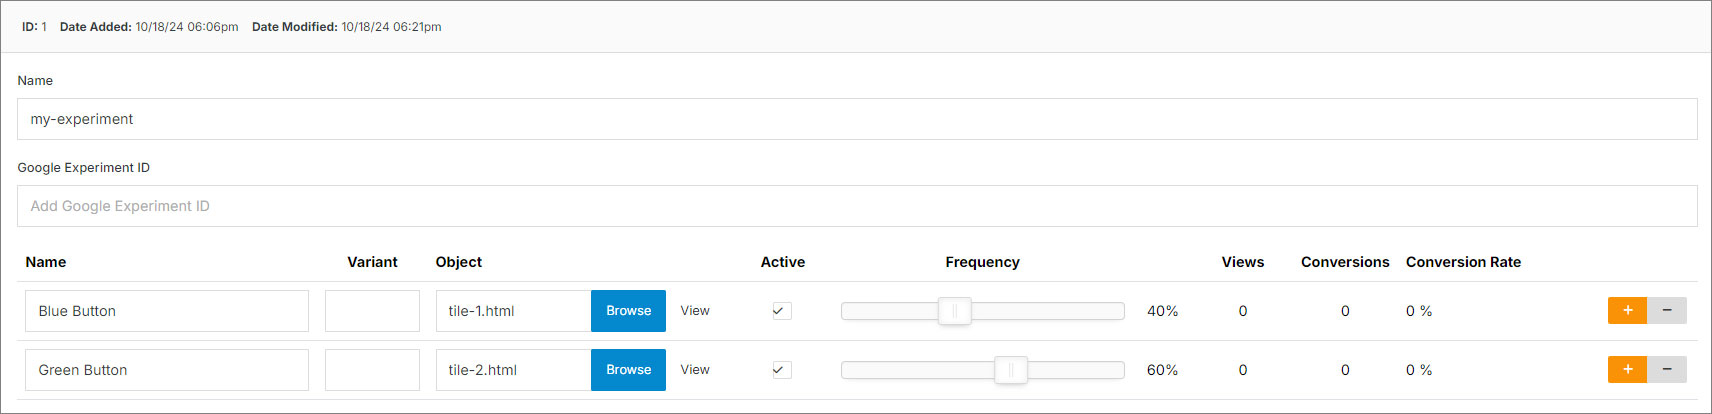 ID: 1 Date Added: 10/18/24 06:06pm Date Modified: 10/18/24 06:21pm
Name
my-experiment
Google Experiment ID
Add Google Experiment ID
Name Variant Object Active Frequency Views Conversions Conversion Rate
Blue Button tile-1.html Browse View 40% 0 0 0 % + −
Green Button tile-2.html Browse View 60% 0 0 0 % + −